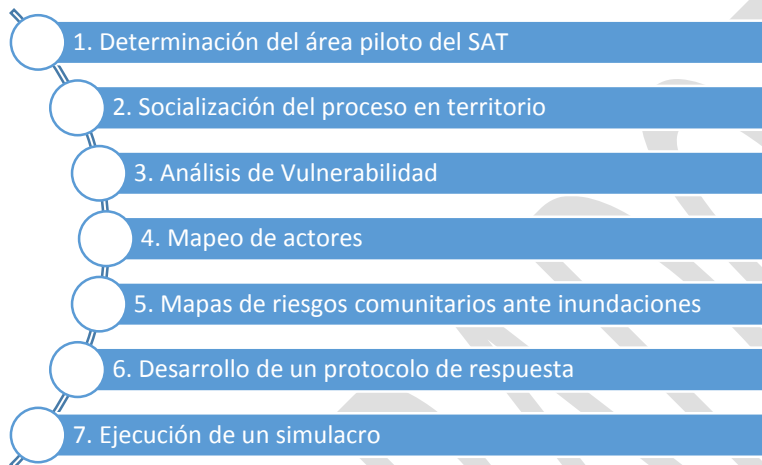 1. Determinación del área piloto del SAT
2. Socialización del proceso en territorio
3. Análisis de Vulnerabilidad
4. Mapeo de actores
5. Mapas de riesgos comunitarios ante inundaciones
6. Desarrollo de un protocolo de respuesta
7. Ejecución de un simulacro